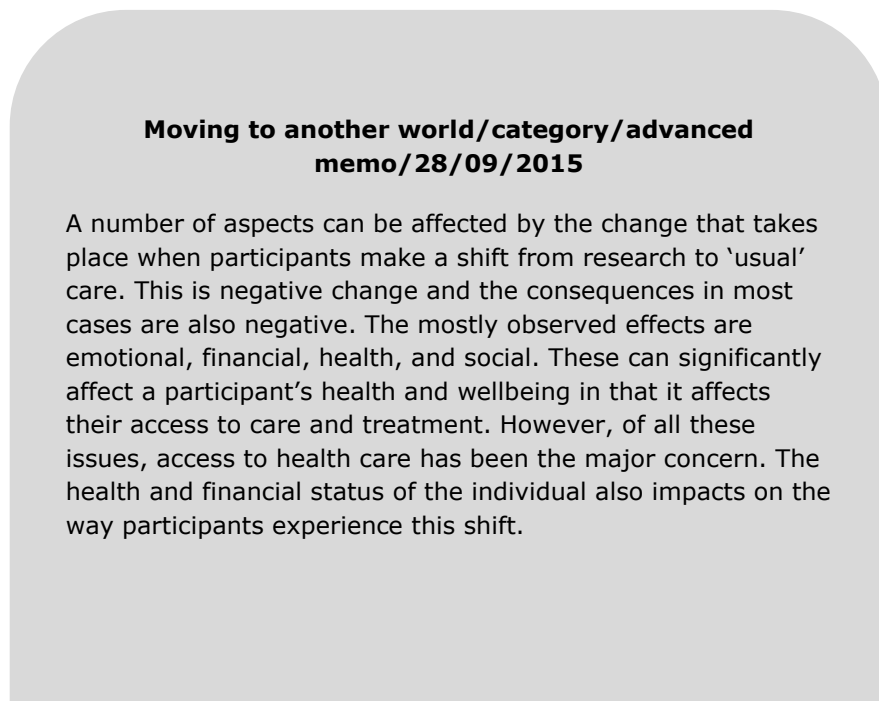 Moving to another world/category/advanced
memo/28/09/2015
A number of aspects can be affected by the change that takes
place when participants make a shift from research to ‘usual’
care. This is negative change and the consequences in most
cases are also negative. The mostly observed effects are
emotional, financial, health, and social. These can significantly
affect a participant’s health and wellbeing in that it affects
their access to care and treatment. However, of all these
issues, access to health care has been the major concern. The
health and financial status of the individual also impacts on the
way participants experience this shift.